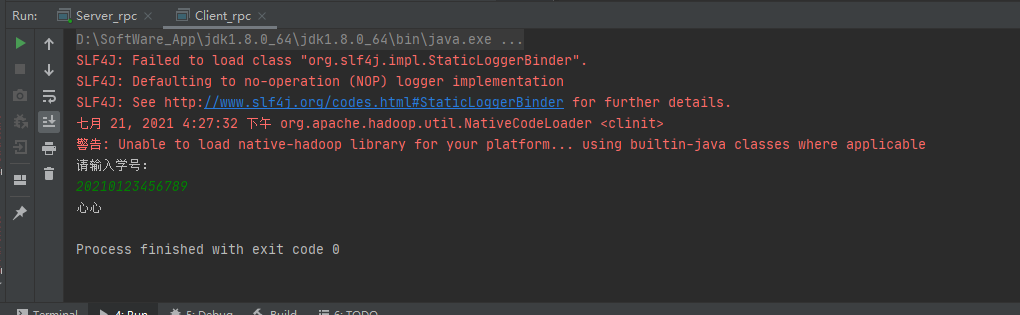 Run: Server_rpc × Client_rpc ×
D:\SoftWare_App\jdk1.8.0_64\jdk1.8.0_64\bin\java.exe ...
SLF4J: Failed to load class "org.slf4j.impl.StaticLoggerBinder".
SLF4J: Defaulting to no-operation (NOP) logger implementation
SLF4J: See http://www.slf4j.org/codes.html#StaticLoggerBinder for further details.
七月 21, 2021 4:27:32 下午 org.apache.hadoop.util.NativeCodeLoader <clinit>
警告: Unable to load native-hadoop library for your platform... using builtin-java classes where applicable
请输入学号:
20210123456789
心心
Process finished with exit code 0
Terminal 4: Run 5: Debug Build 6: TODO